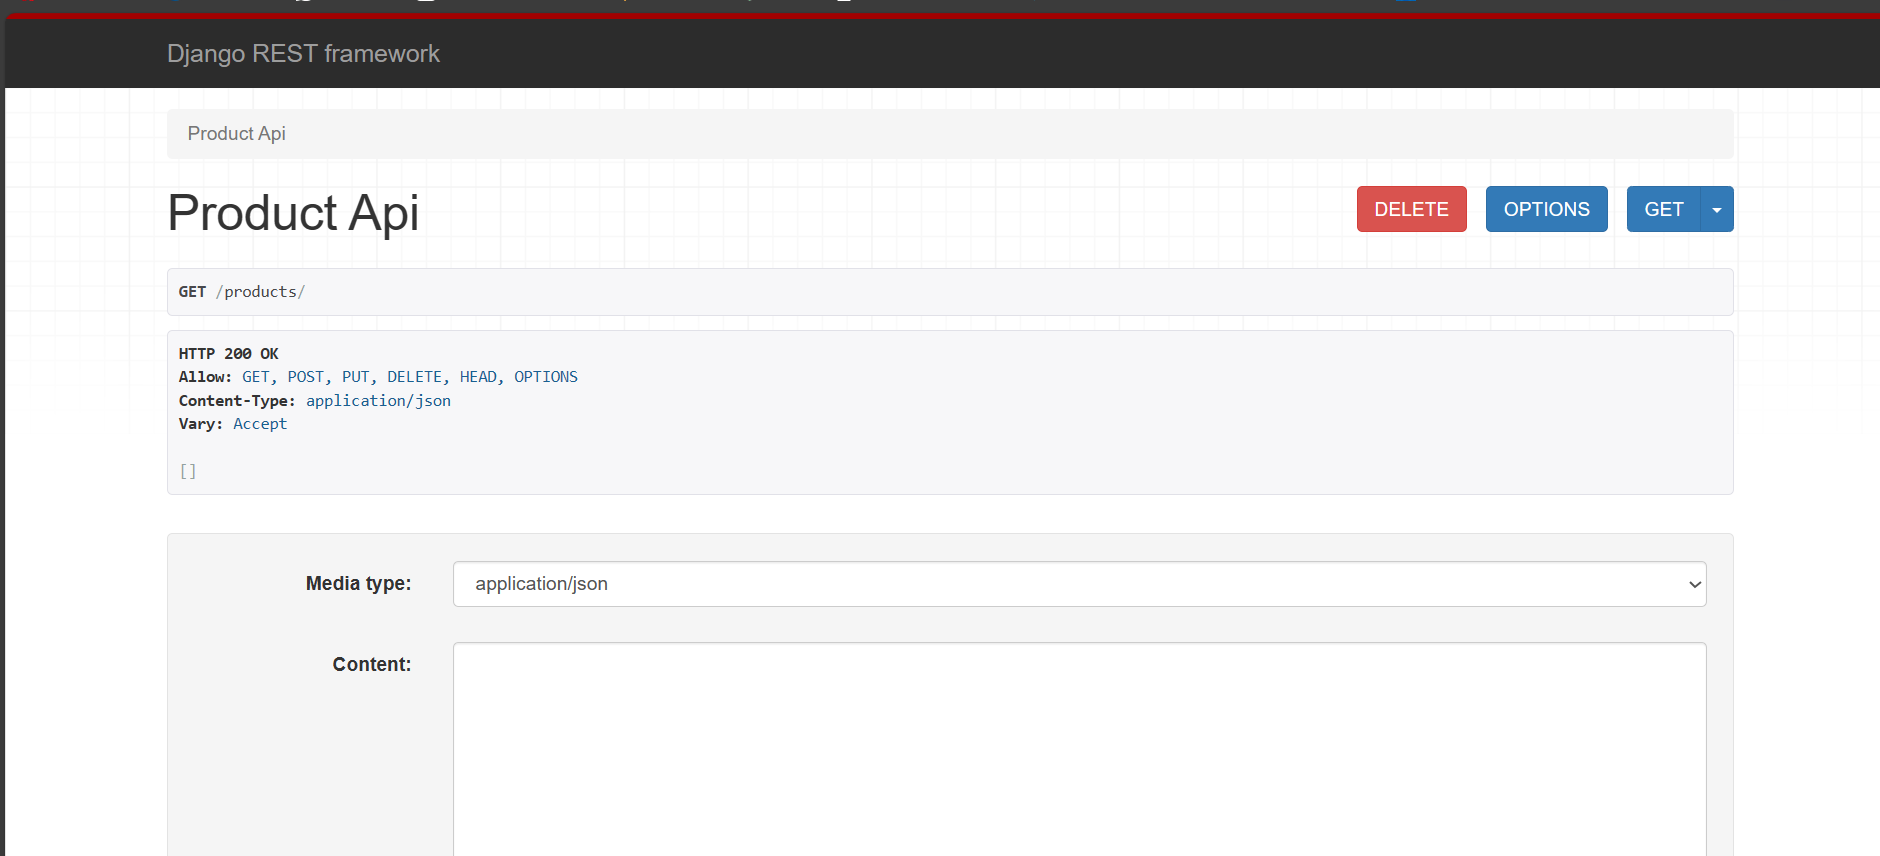 Django REST framework
Product Api
Product Api
DELETE OPTIONS GET
GET /products/
HTTP 200 OK
Allow: GET, POST, PUT, DELETE, HEAD, OPTIONS
Content-Type: application/json
Vary: Accept
[]
Media type: application/json
Content: